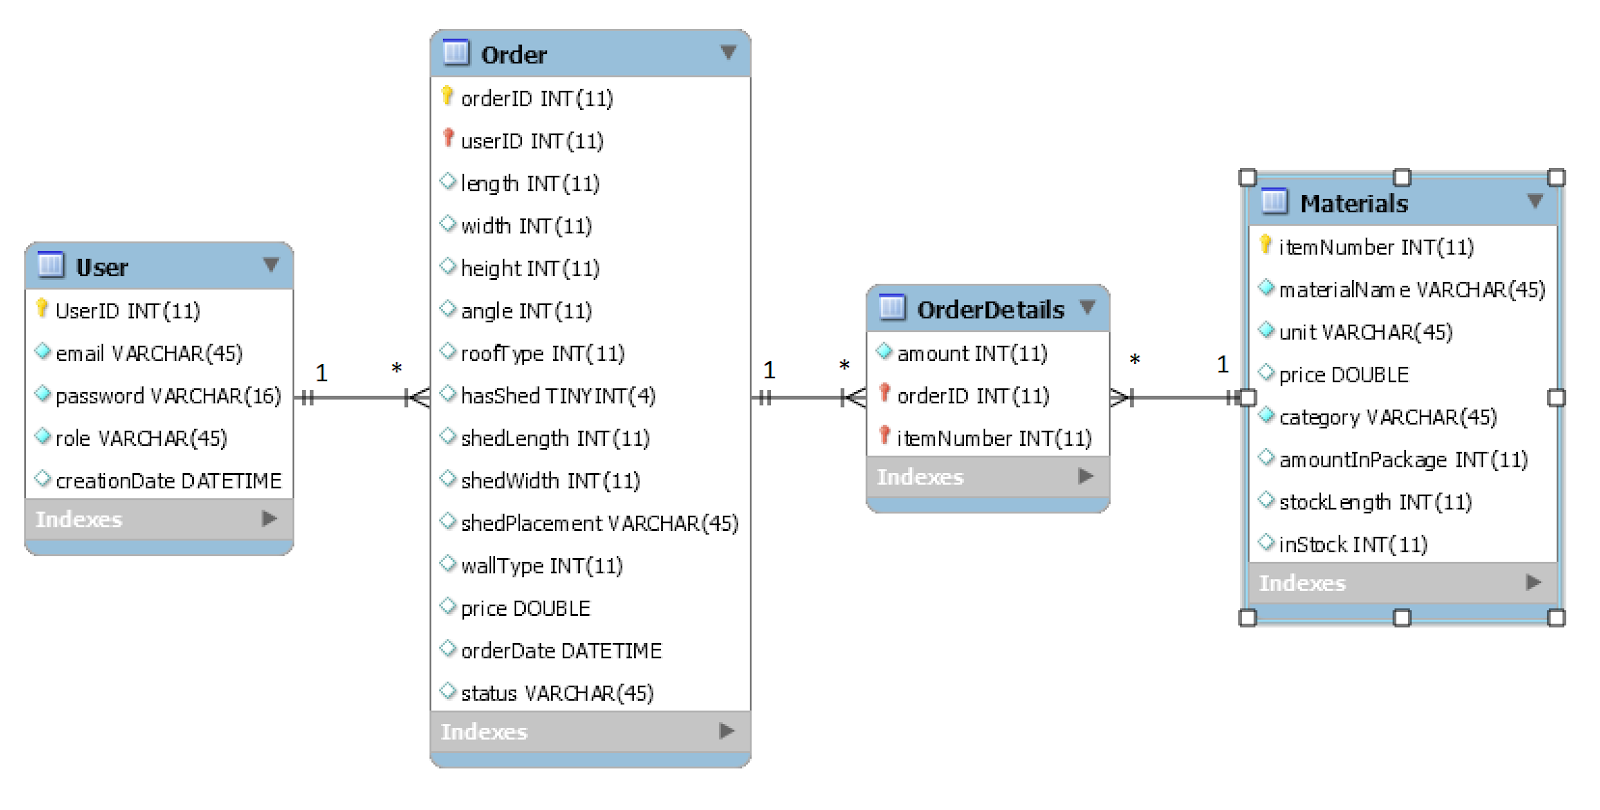 User
UserID INT(11)
email VARCHAR(45)
password VARCHAR(16)
role VARCHAR(45)
creationDate DATETIME
Indexes
1
*
Order
orderID INT(11)
userID INT(11)
length INT(11)
width INT(11)
height INT(11)
angle INT(11)
roofType INT(11)
hasShed TINYINT(4)
shedLength INT(11)
shedWidth INT(11)
shedPlacement VARCHAR(45)
wallType INT(11)
price DOUBLE
orderDate DATETIME
status VARCHAR(45)
Indexes
1
*
OrderDetails
amount INT(11)
orderID INT(11)
itemNumber INT(11)
Indexes
*
1
Materials
itemNumber INT(11)
materialName VARCHAR(45)
unit VARCHAR(45)
price DOUBLE
category VARCHAR(45)
amountInPackage INT(11)
stockLength INT(11)
inStock INT(11)
Indexes